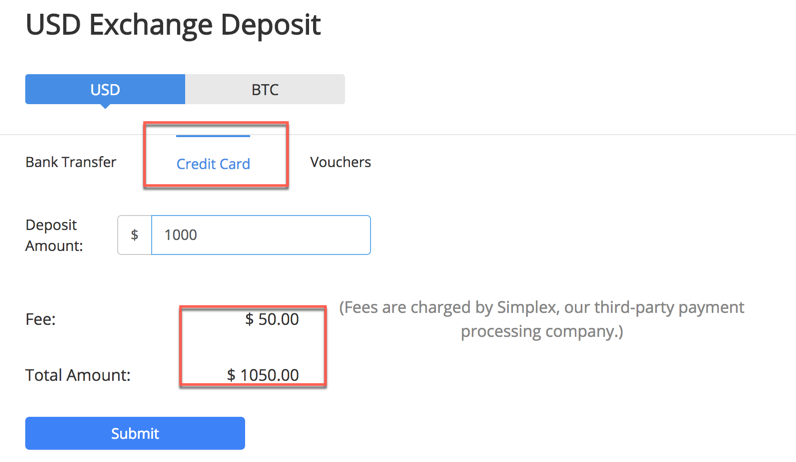 USD Exchange Deposit
USD BTC
Bank Transfer Credit Card Vouchers
Deposit
Amount:
$ 1000
Fee: $ 50.00
(Fees are charged by Simplex, our third-party payment
processing company.)
Total Amount: $ 1050.00
Submit